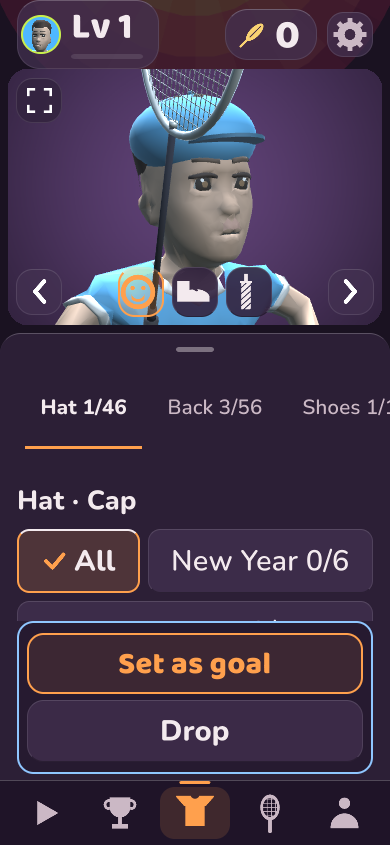 Lv 1
0
Hat 1/46
Back 3/56
Shoes 1/1
Hat · Cap
All
New Year 0/6
Set as goal
Drop